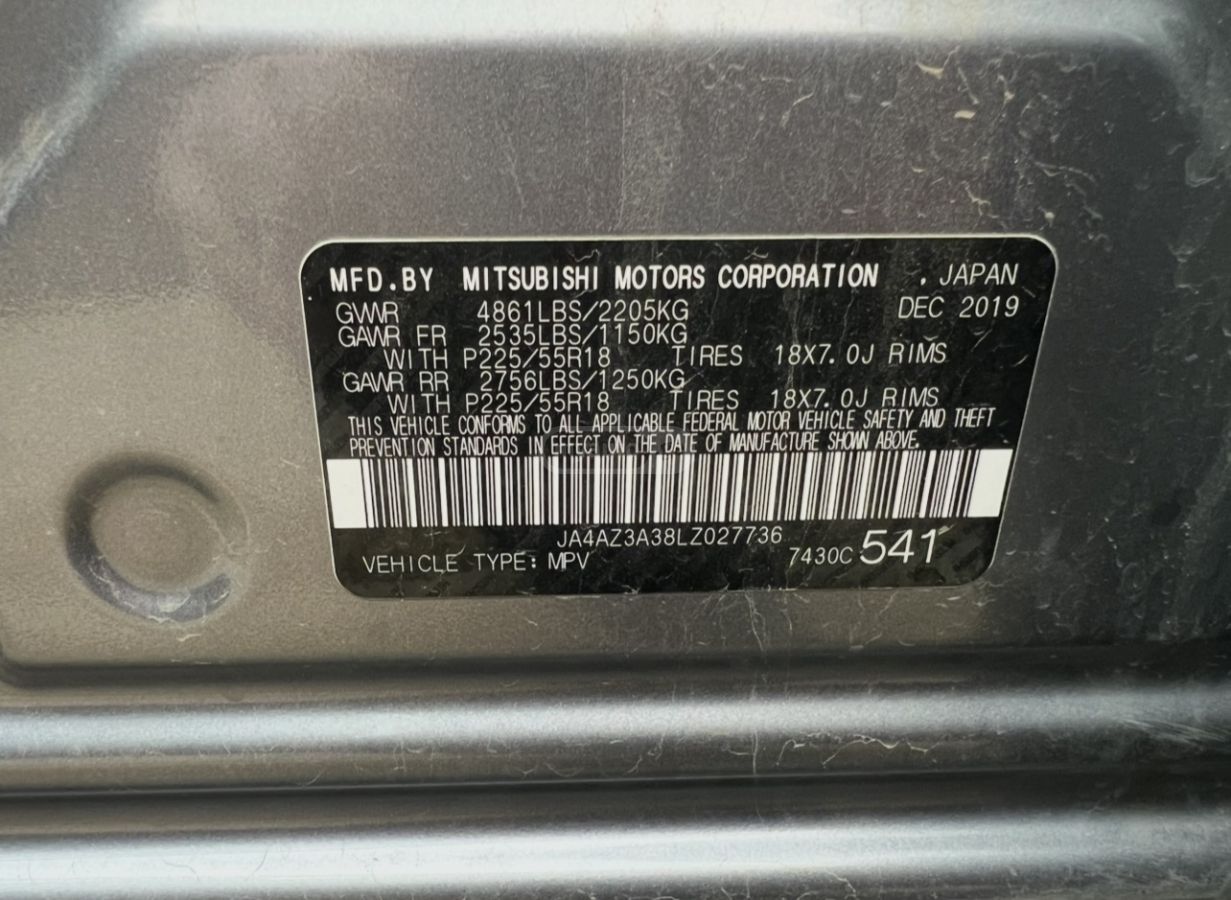 MFD.BY MITSUBISHI MOTORS CORPORATION . JAPAN
GVWR 4861LBS/2205KG DEC 2019
GAWR FR 2535LBS/1150KG
WITH P225/55R18 TIRES 18X7.0J RIMS
GAWR RR 2756LBS/1250KG
WITH P225/55R18 TIRES 18X7.0J RIMS
THIS VEHICLE CONFORMS TO ALL APPLICABLE FEDERAL MOTOR VEHICLE SAFETY AND THEFT
PREVENTION STANDARDS IN EFFECT ON THE DATE OF MANUFACTURE SHOWN ABOVE.
JA4AZ3A38LZ027736
VEHICLE TYPE: MPV 7430C 541